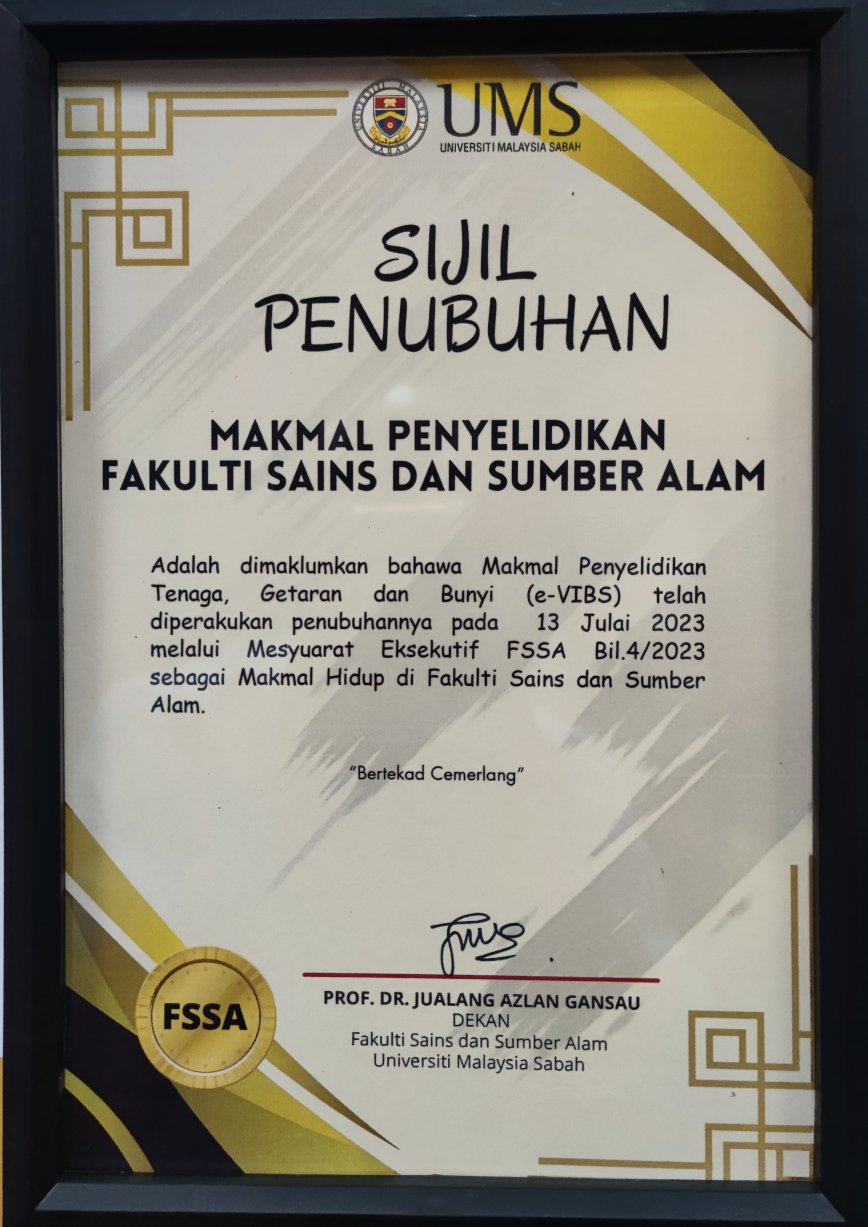 UNIVERSITI MALAYSIA
SABAH
UMS
UNIVERSITI MALAYSIA SABAH
SIJIL
PENUBUHAN
MAKMAL PENYELIDIKAN
FAKULTI SAINS DAN SUMBER ALAM
Adalah dimaklumkan bahawa Makmal Penyelidikan
Tenaga, Getaran dan Bunyi (e-VIBS) telah
diperakukan penubuhannya pada 13 Julai 2023
melalui Mesyuarat Eksekutif FSSA Bil.4/2023
sebagai Makmal Hidup di Fakulti Sains dan Sumber
Alam.
"Bertekad Cemerlang"
FSSA
PROF. DR. JUALANG AZLAN GANSAU
DEKAN
Fakulti Sains dan Sumber Alam
Universiti Malaysia Sabah